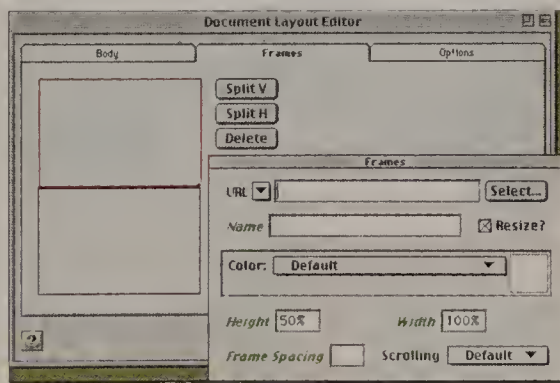 Document Layout Editor
Body
Frames
Options
Split V
Split H
Delete
Frames
URL
Select...
Name
Resize?
Color: Default
Height 50% Width 100%
?
Frame Spacing Scrolling Default